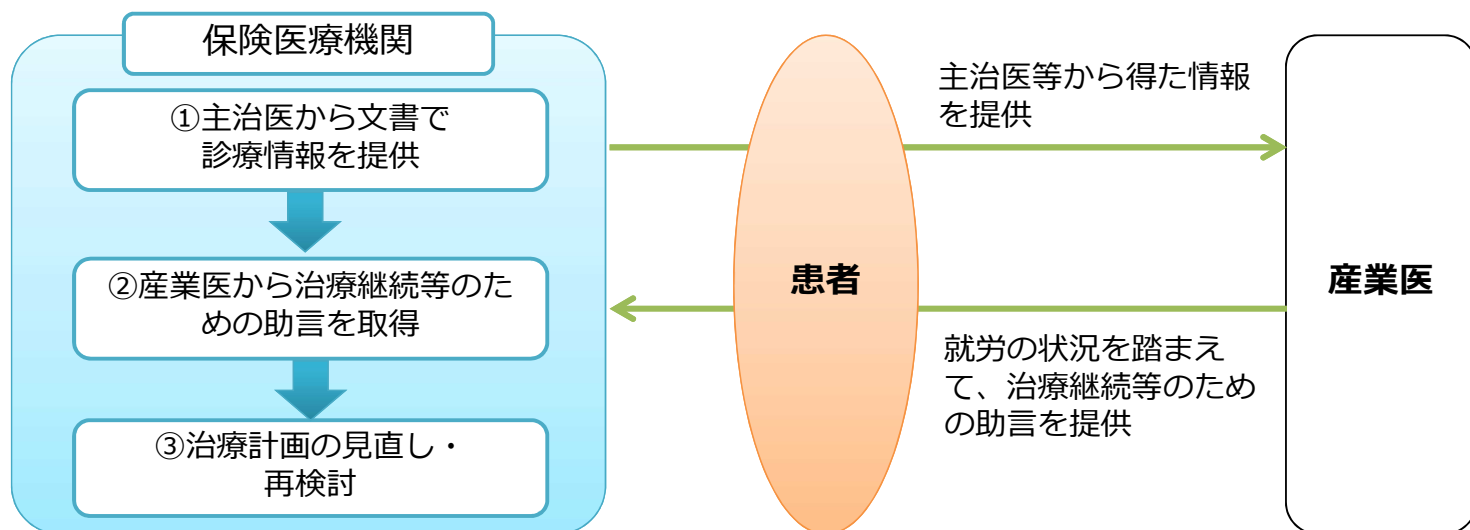 保険医療機関
①主治医から文書で
診療情報を提供
②産業医から治療継続等のた
めの助言を取得
③治療計画の見直し・
再検討
主治医等から得た情報
を提供
患者
就労の状況を踏まえ
て、治療継続等のため
の助言を提供
産業医